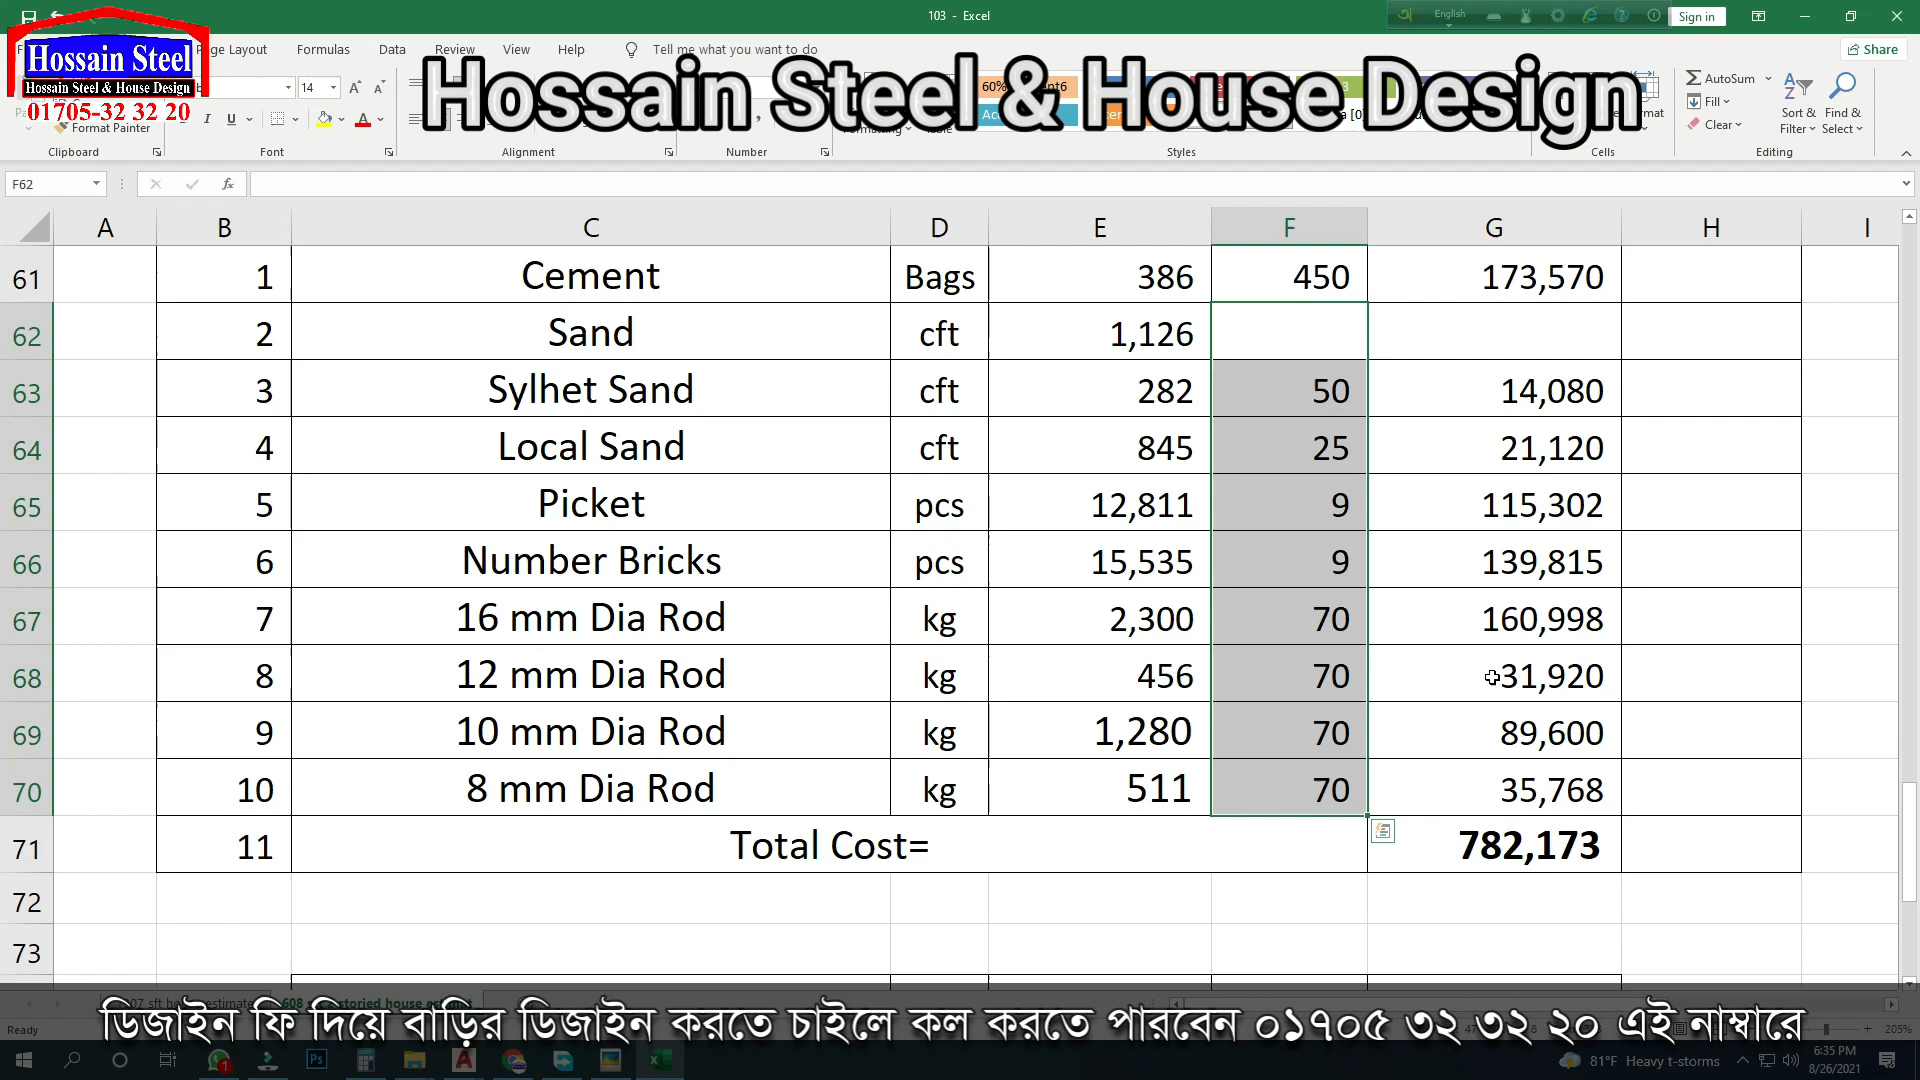 103 - Excel
English
Sign in
Hossain Steel
Hossain Steel & House Design
01705-32 32 20
Page Layout Formulas Data Review View Help Tell me what you want to do Share
Hossain Steel & House Design
14
60%
AutoSum
Fill
Clear
Sort & Filter
Find & Select
Format Painter
Clipboard Font Alignment Number Styles Cells Editing
F62 fx
A B C D E F G H I
61 1 Cement Bags 386 450 173,570
62 2 Sand cft 1,126
63 3 Sylhet Sand cft 282 50 14,080
64 4 Local Sand cft 845 25 21,120
65 5 Picket pcs 12,811 9 115,302
66 6 Number Bricks pcs 15,535 9 139,815
67 7 16 mm Dia Rod kg 2,300 70 160,998
68 8 12 mm Dia Rod kg 456 70 31,920
69 9 10 mm Dia Rod kg 1,280 70 89,600
70 10 8 mm Dia Rod kg 511 70 35,768
71 11 Total Cost= 782,173
72
73
ডিজাইন ফি দিয়ে বাড়ির ডিজাইন করতে চাইলে কল করতে পারবেন ০১৭০৫ ৩২ ৩২ ২০ এই নাম্বারে
Ready
205%
81°F Heavy t-storms
6:35 PM
8/26/2021